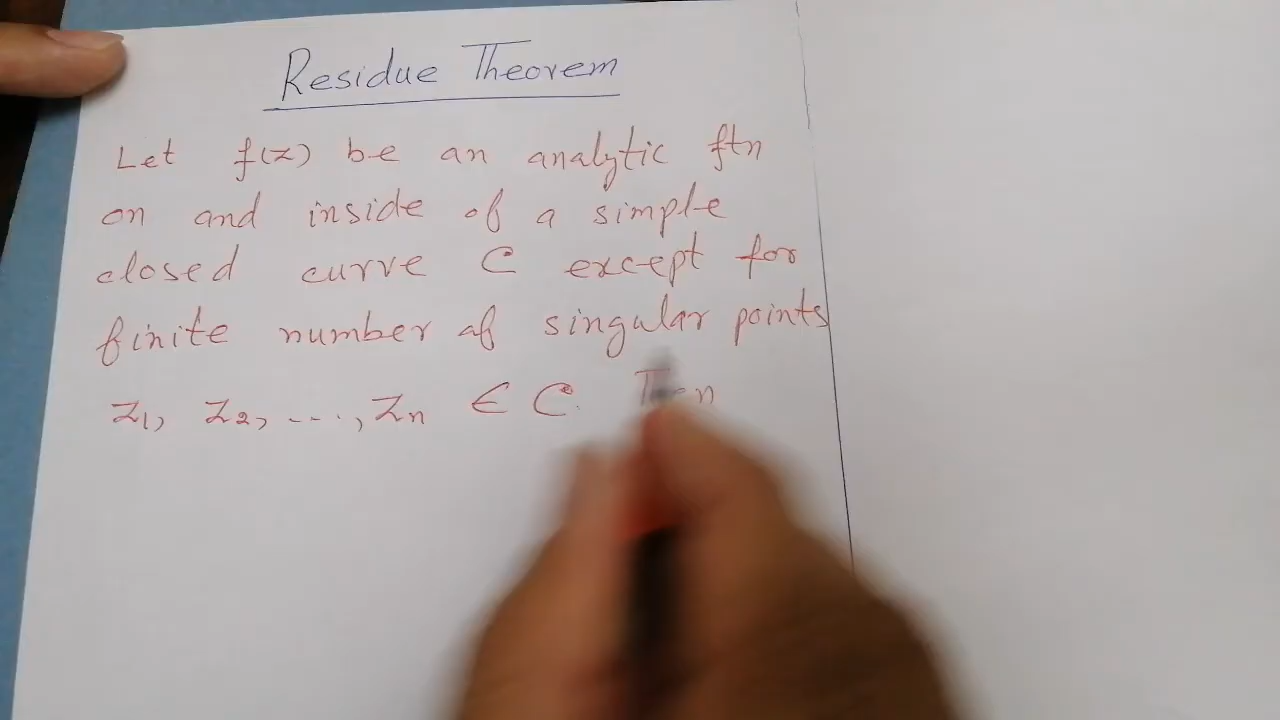 Residue Theorem
Let f(z) be an analytic ftn
on and inside of a simple
closed curve C except for
finite number of singular points
z₁, z₂, ---, zₙ ∈ C. Then